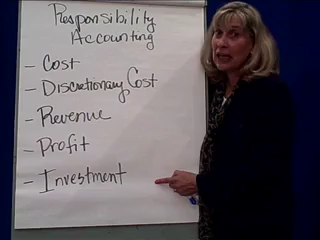 Responsibility
Accounting
- Cost
- Discretionary Cost
- Revenue
- Profit
- Investment